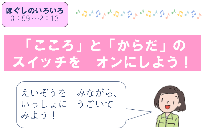 ほぐしのいろいろ
「こころ」と「からだ」の
スイッチを　オンにしよう！
えいぞうを　みながら、
いっしょに　うごいて
みよう！